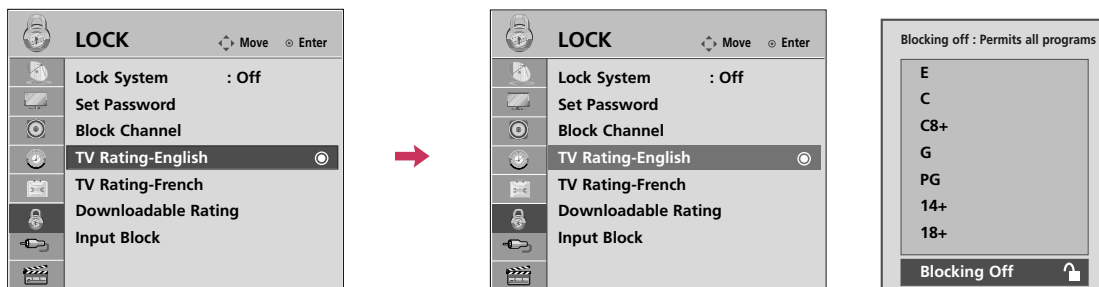 LOCK Move Enter
Lock System : Off
Set Password
Block Channel
TV Rating-English
TV Rating-French
Downloadable Rating
Input Block
LOCK Move Enter
Lock System : Off
Set Password
Block Channel
TV Rating-English
TV Rating-French
Downloadable Rating
Input Block
Blocking off : Permits all programs
E
C
C8+
G
PG
14+
18+
Blocking Off